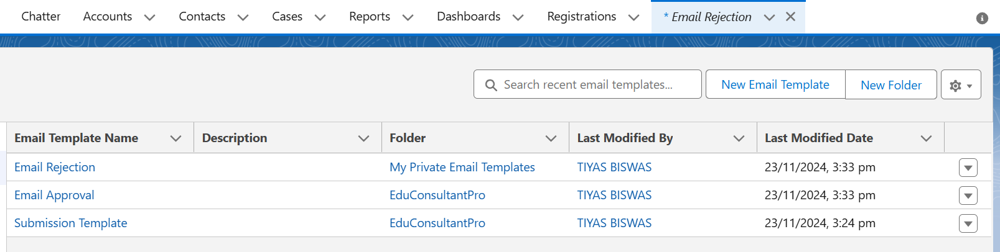 Chatter Accounts Contacts Cases Reports Dashboards Registrations * Email Rejection
Search recent email templates... New Email Template New Folder
Email Template Name Description Folder Last Modified By Last Modified Date
Email Rejection My Private Email Templates TIYAS BISWAS 23/11/2024, 3:33 pm
Email Approval EduConsultantPro TIYAS BISWAS 23/11/2024, 3:33 pm
Submission Template EduConsultantPro TIYAS BISWAS 23/11/2024, 3:24 pm